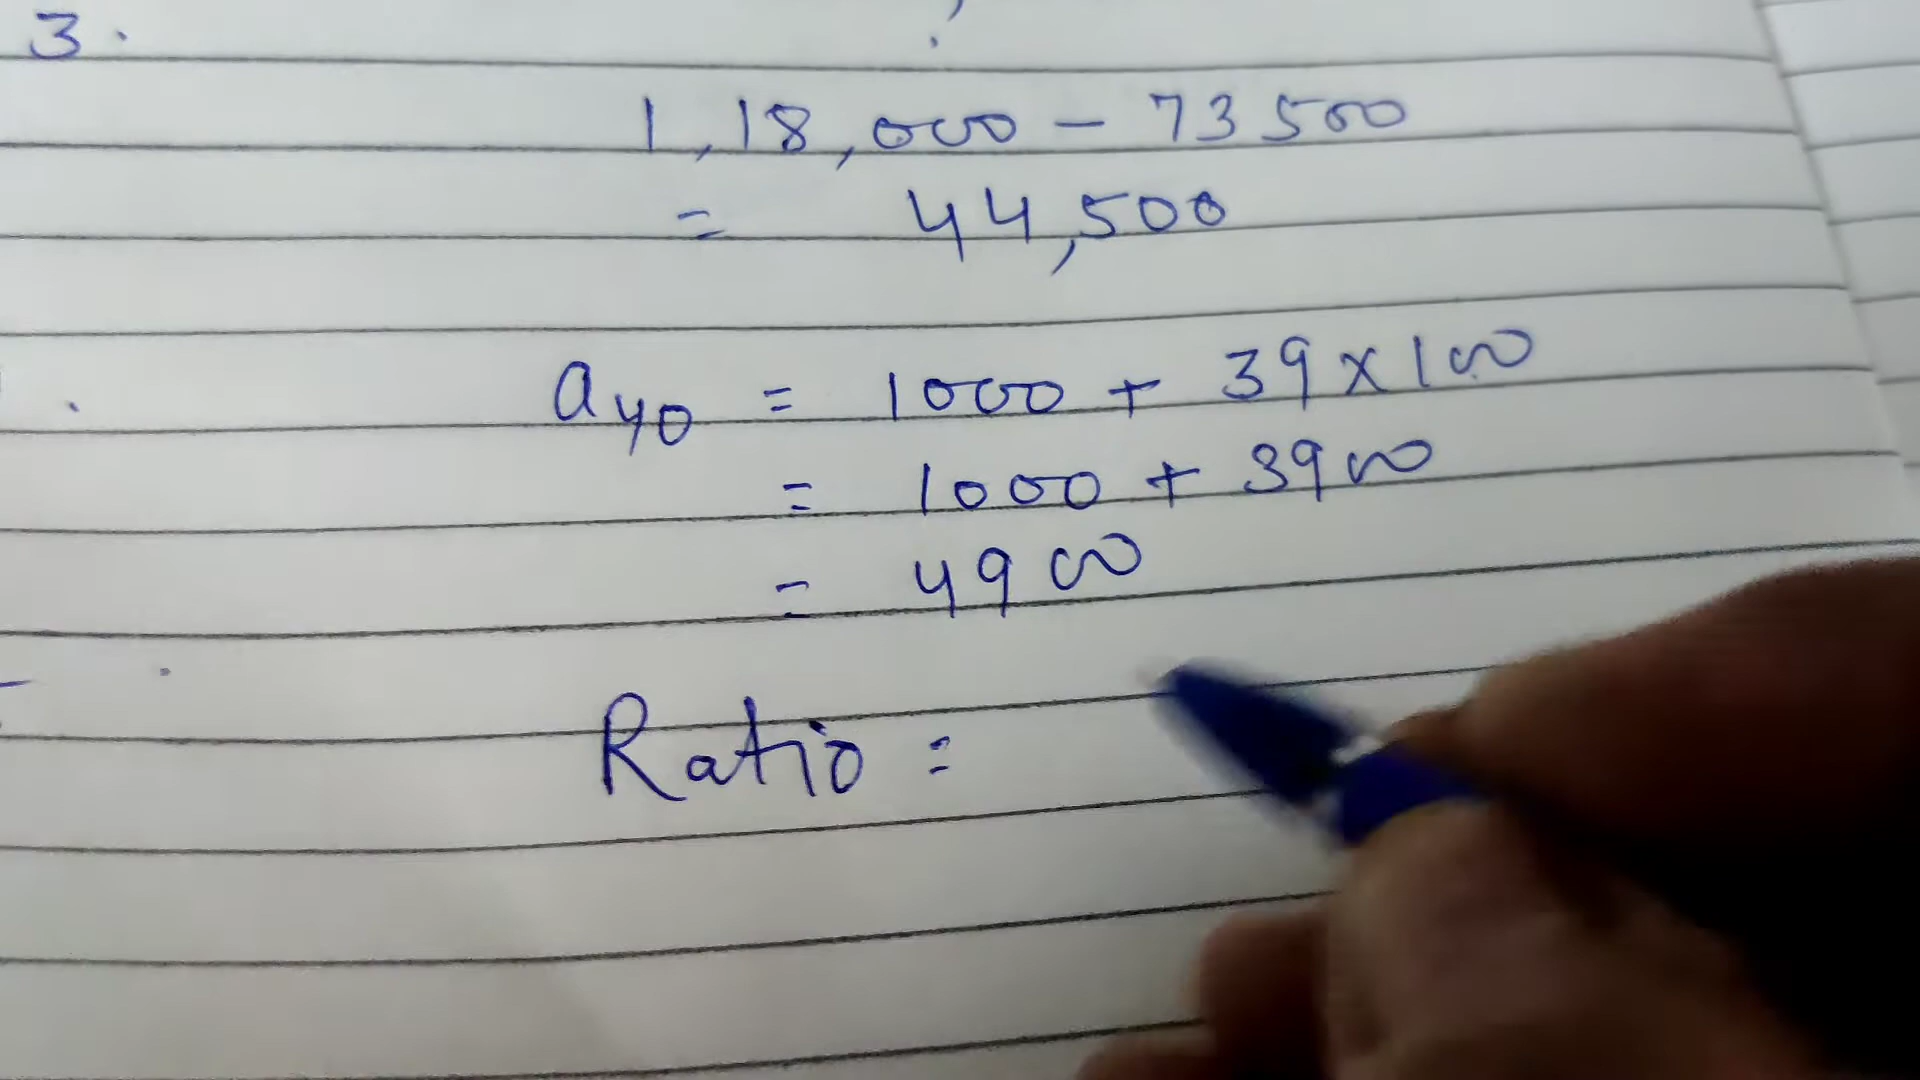 3.
1,18,000 - 73500
= 44,500
a40 = 1000 + 39 x 100
= 1000 + 3900
= 4900
Ratio =